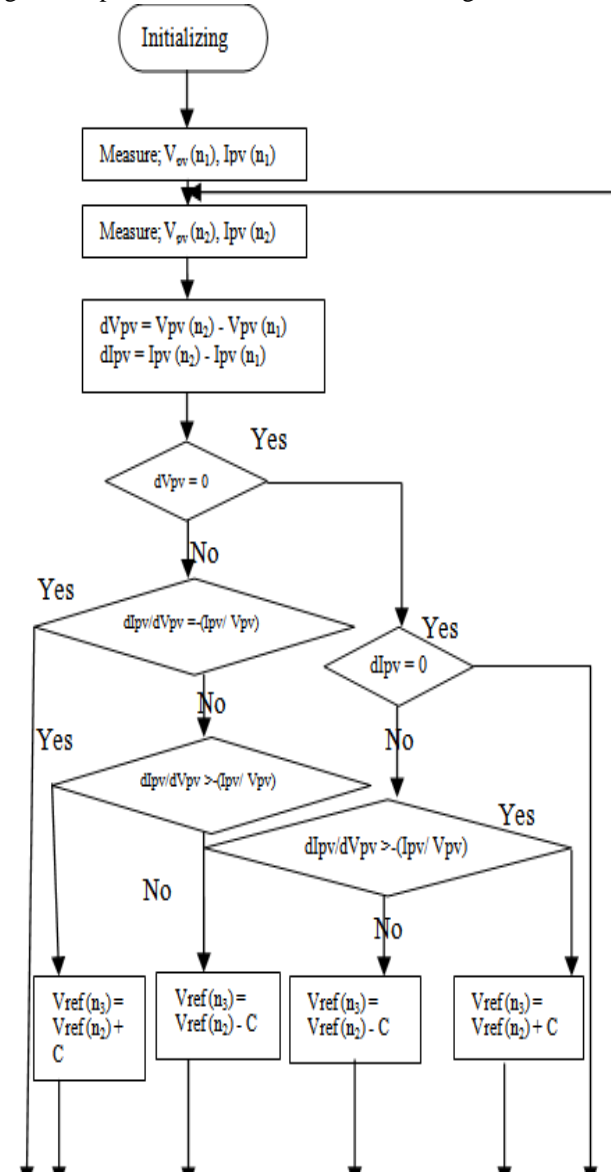 Initializing
Measure; Vpv (n₁), Ipv (n₁)
Measure; Vpv (n₂), Ipv (n₂)
dVpv = Vpv (n₂) - Vpv (n₁)
dIpv = Ipv (n₂) - Ipv (n₁)
Yes
dVpv = 0
No
Yes
dIpv/dVpv =-(Ipv/ Vpv)
Yes
dIpv = 0
No
Yes
No
dIpv/dVpv >-(Ipv/ Vpv)
Yes
dIpv/dVpv >-(Ipv/ Vpv)
No
No
Vref (n₃) =
Vref (n₂) +
C
Vref (n₃) =
Vref (n₂) - C
Vref (n₃) =
Vref (n₂) - C
Vref (n₃) =
Vref (n₂) + C